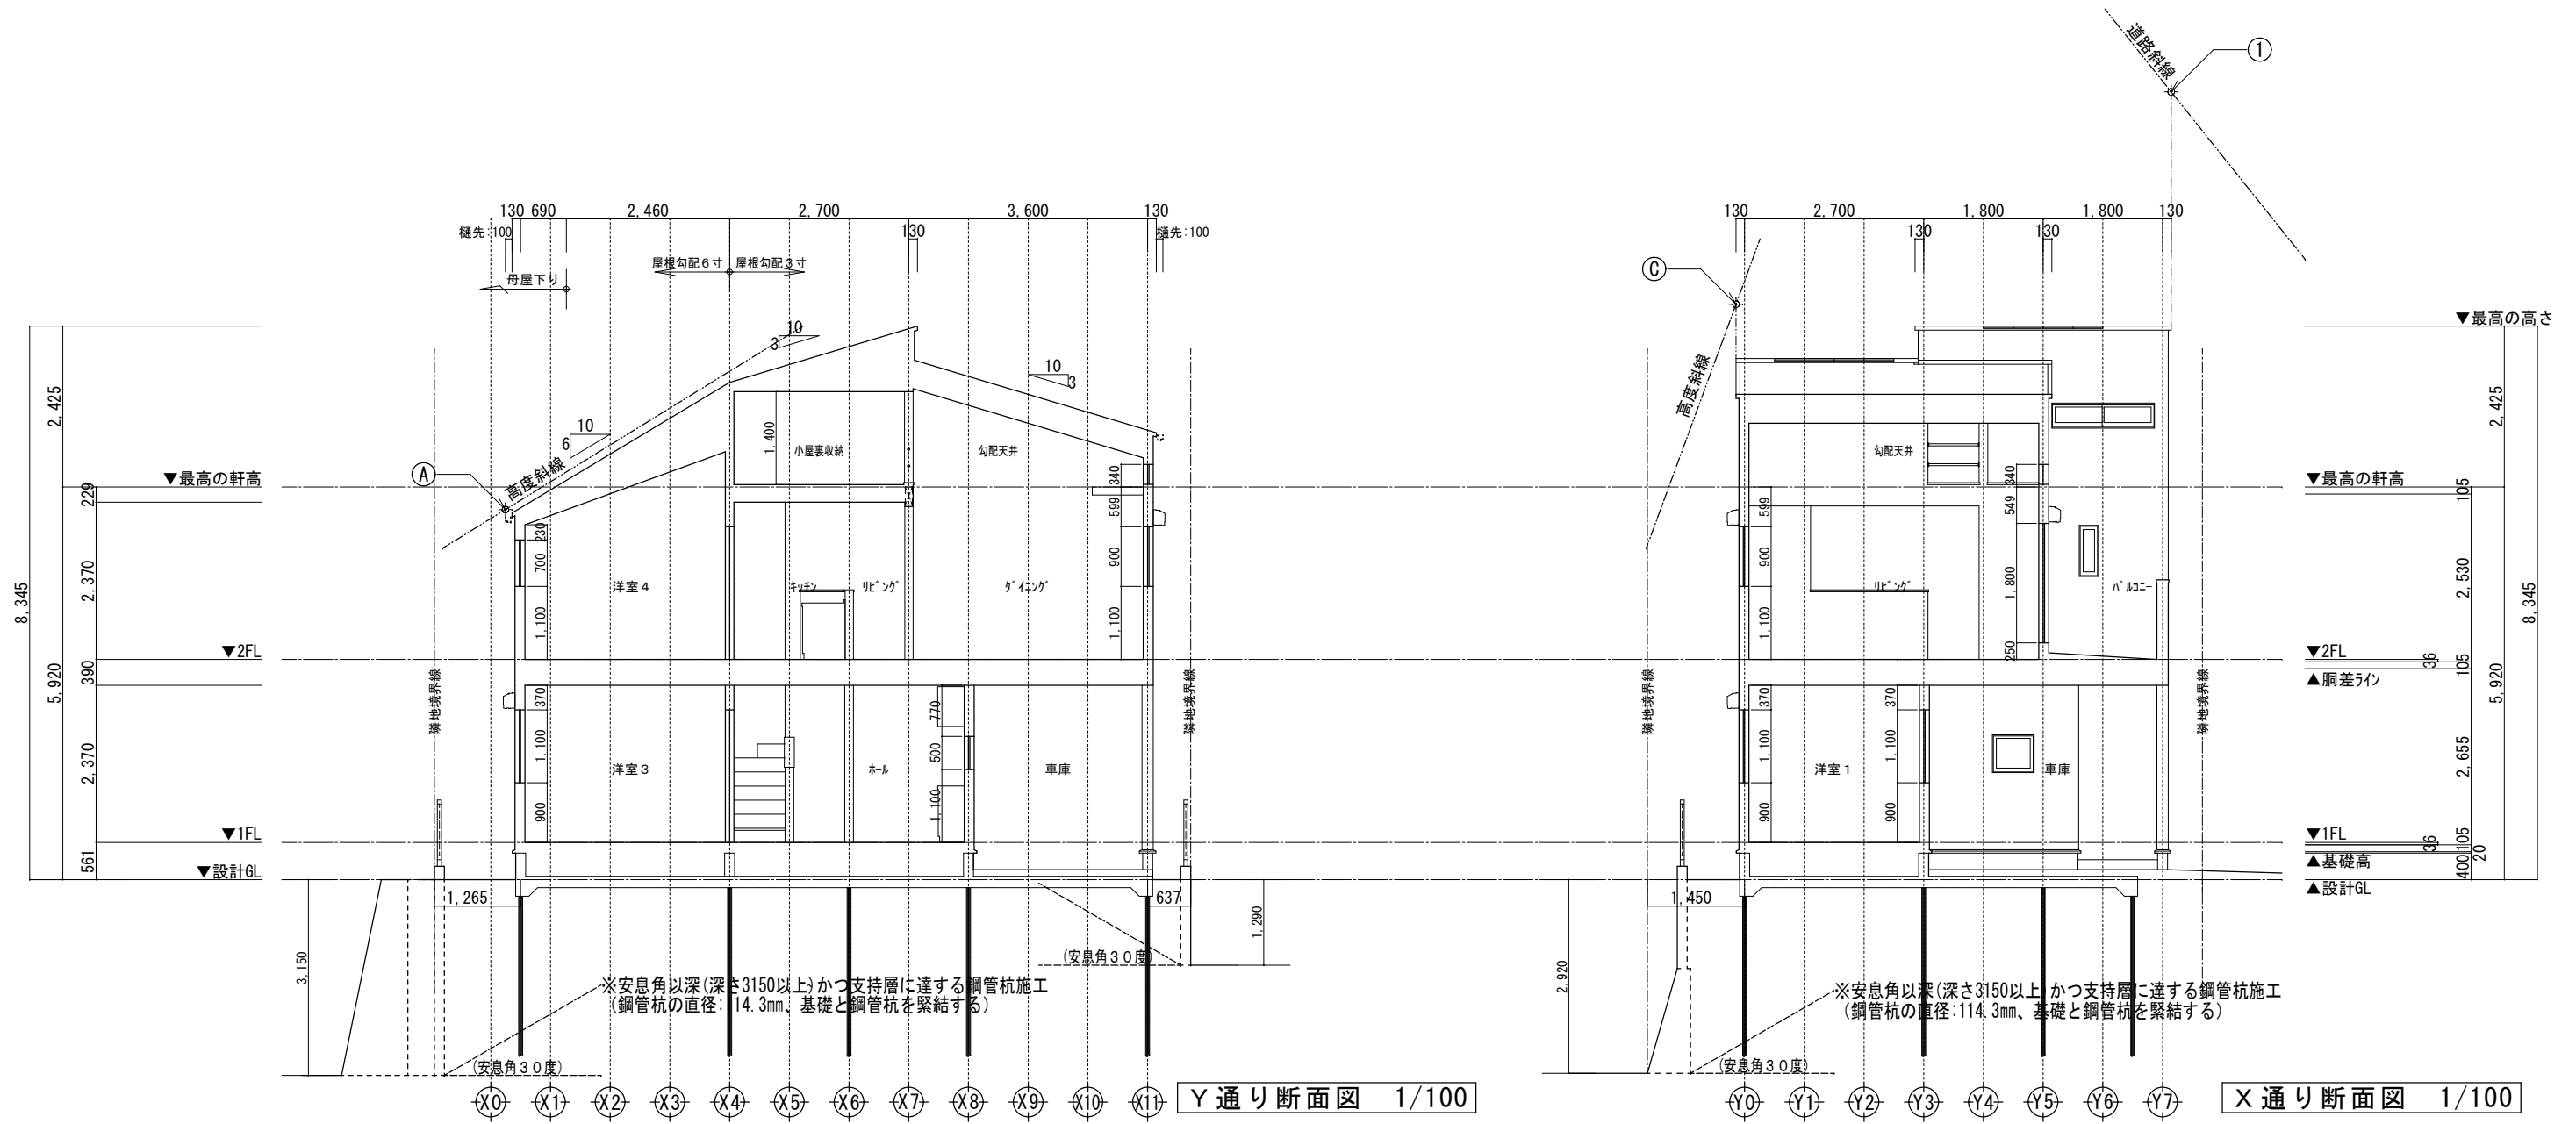 道路斜線
①
130 690
2,460
2,700
3,600
130
樋先:100
130
樋先:100
母屋下り
屋根勾配6寸
屋根勾配3寸
10
3
10
3
10
6
高度斜線
Ⓐ
1,400
小屋裏収納
勾配天井
340
599
900
1,100
230
700
1,100
洋室4
キッチン
リビング
ダイニング
370
1,100
900
洋室3
ホール
770
500
1,100
車庫
隣地境界線
隣地境界線
▼最高の軒高
▼2FL
▼1FL
▼設計GL
8,345
2,425
5,920
229
2,370
390
2,370
561
1,265
637
1,290
3,150
(安息角30度)
※安息角以深(深さ3150以上)かつ支持層に達する鋼管杭施工
(鋼管杭の直径:114.3mm、基礎と鋼管杭を緊結する)
(安息角30度)
X0
X1
X2
X3
X4
X5
X6
X7
X8
X9
X10
X11
Y通り断面図 1/100
130
2,700
1,800
1,800
130
130
130
Ⓒ
高度斜線
勾配天井
599
900
1,100
340
549
1,800
250
リビング
バルコニー
370
1,100
900
370
1,100
900
洋室1
車庫
隣地境界線
隣地境界線
▼最高の高さ
▼最高の軒高
▼2FL
▲胴差ライン
▼1FL
▲基礎高
▲設計GL
2,425
105
2,530
36
105
2,655
36
105
400
20
5,920
8,345
1,450
2,920
※安息角以深(深さ3150以上)かつ支持層に達する鋼管杭施工
(鋼管杭の直径:114.3mm、基礎と鋼管杭を緊結する)
(安息角30度)
Y0
Y1
Y2
Y3
Y4
Y5
Y6
Y7
X通り断面図 1/100